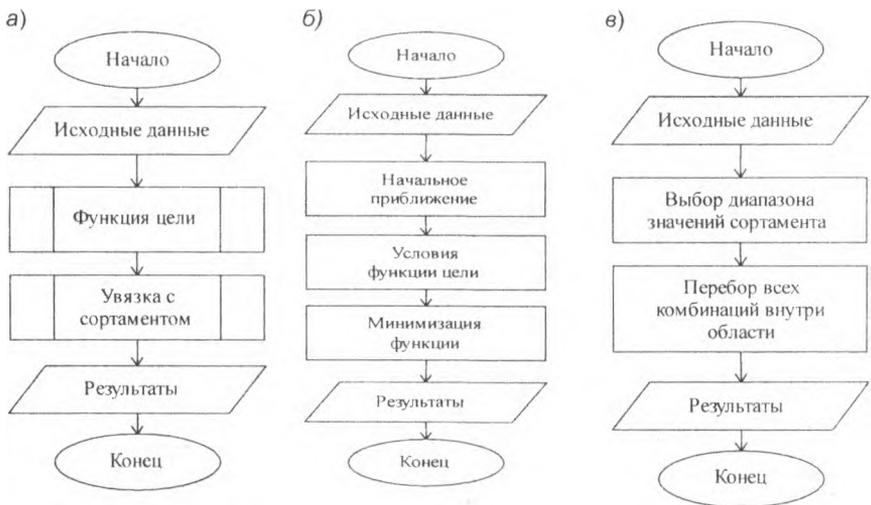 а)
Начало
Исходные данные
Функция цели
Увязка с
сортаментом
Результаты
Конец
б)
Начало
Исходные данные
Начальное
приближение
Условия
функции цели
Минимизация
функции
Результаты
Конец
в)
Начало
Исходные данные
Выбор диапазона
значений сортамента
Перебор всех
комбинаций внутри
области
Результаты
Конец